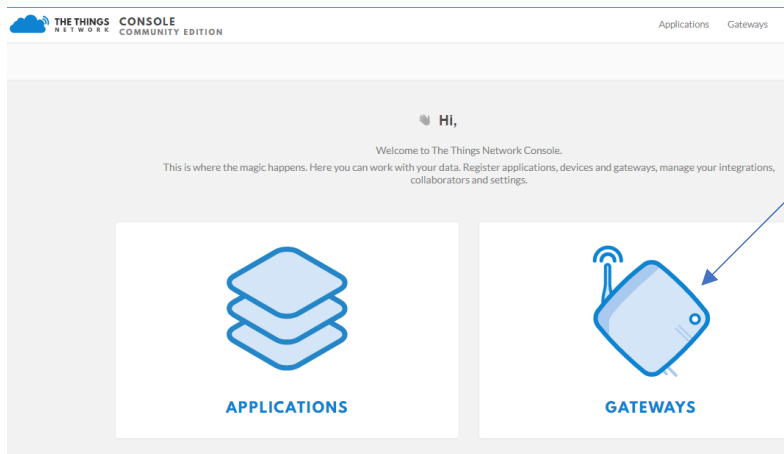 THE THINGS NETWORK CONSOLE COMMUNITY EDITION
Applications Gateways
Hi,
Welcome to The Things Network Console.
This is where the magic happens. Here you can work with your data. Register applications, devices and gateways, manage your integrations,
collaborators and settings.
APPLICATIONS
GATEWAYS